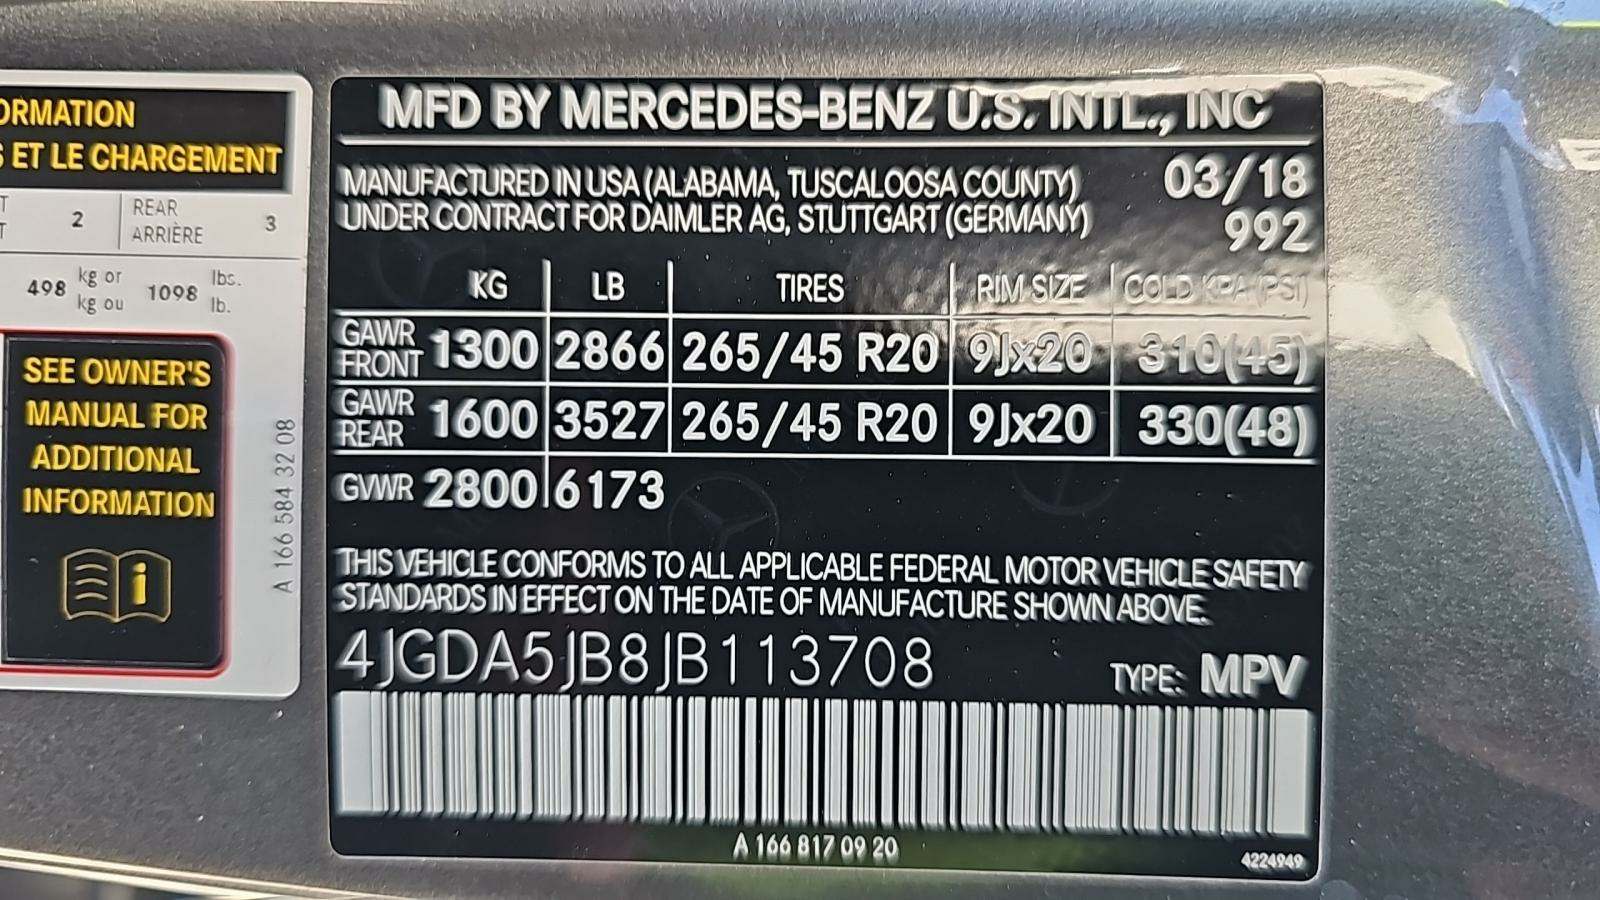 ORMATION
S ET LE CHARGEMENT
2 REAR 3
ARRIÈRE
498 kg or 1098 lbs.
kg ou lb.
SEE OWNER'S
MANUAL FOR
ADDITIONAL
INFORMATION
i
A 166 584 32 08
MFD BY MERCEDES-BENZ U.S. INTL., INC
MANUFACTURED IN USA (ALABAMA, TUSCALOOSA COUNTY) 03/18
UNDER CONTRACT FOR DAIMLER AG, STUTTGART (GERMANY) 992
KG LB TIRES RIM SIZE COLD KPA (PSI)
GAWR FRONT 1300 2866 265/45 R20 9Jx20 310(45)
GAWR REAR 1600 3527 265/45 R20 9Jx20 330(48)
GVWR 2800 6173
THIS VEHICLE CONFORMS TO ALL APPLICABLE FEDERAL MOTOR VEHICLE SAFETY
STANDARDS IN EFFECT ON THE DATE OF MANUFACTURE SHOWN ABOVE.
4JGDA5JB8JB113708 TYPE: MPV
A 166 817 09 20
4224949